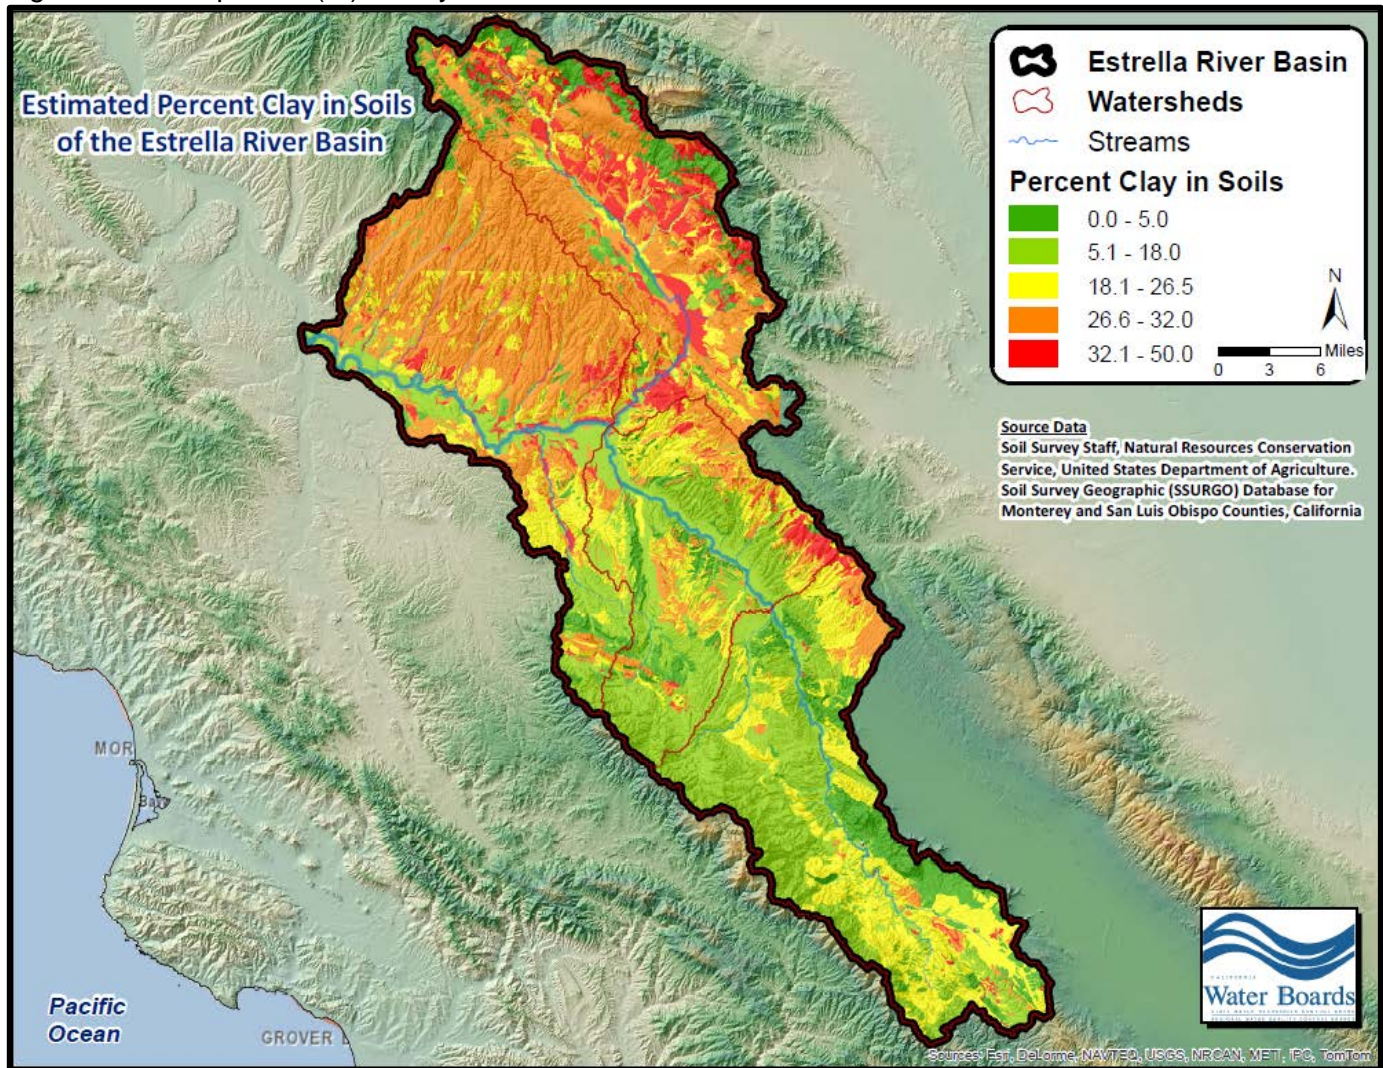 Estimated Percent Clay in Soils
of the Estrella River Basin
Estrella River Basin
Watersheds
Streams
Percent Clay in Soils
0.0 - 5.0
5.1 - 18.0
18.1 - 26.5
26.6 - 32.0
32.1 - 50.0
N
Miles
0 3 6
Source Data
Soil Survey Staff, Natural Resources Conservation
Service, United States Department of Agriculture.
Soil Survey Geographic (SSURGO) Database for
Monterey and San Luis Obispo Counties, California
MOR
Bay
Pacific
Ocean
GROVER
CALIFORNIA
Water Boards
Sources: Esri, DeLorme, NAVTEQ, USGS, NRCAN, METI, iPC, TomTom